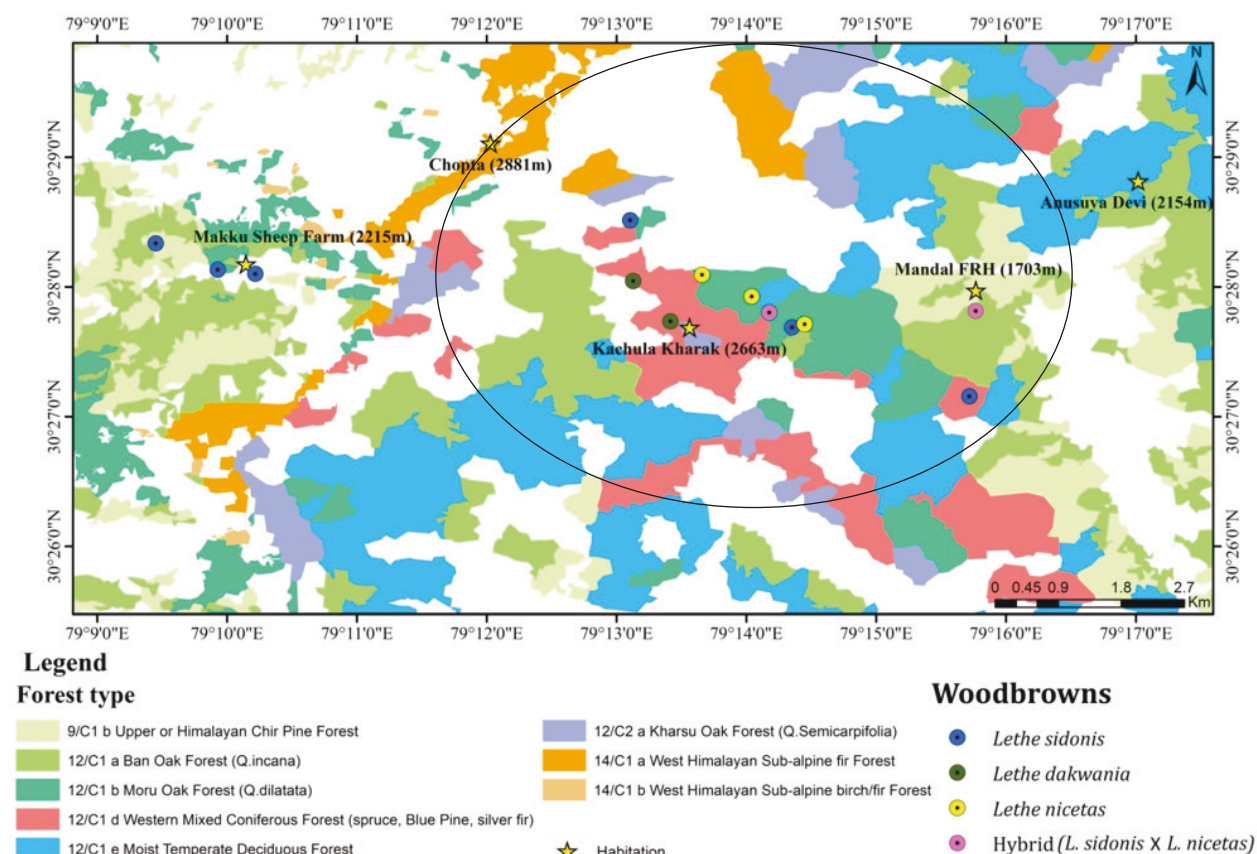 79°9'0"E 79°10'0"E 79°11'0"E 79°12'0"E 79°13'0"E 79°14'0"E 79°15'0"E 79°16'0"E 79°17'0"E
N
30°29'0"N
30°28'0"N
30°27'0"N
30°26'0"N
Chopta (2881m)
Anusuya Devi (2154m)
Makku Sheep Farm (2215m)
Mandal FRH (1703m)
Kachula Kharak (2663m)
30°29'0"N
30°28'0"N
30°27'0"N
30°26'0"N
0 0.45 0.9 1.8 2.7
Km
79°9'0"E 79°10'0"E 79°11'0"E 79°12'0"E 79°13'0"E 79°14'0"E 79°15'0"E 79°16'0"E 79°17'0"E
Legend
Forest type
9/C1 b Upper or Himalayan Chir Pine Forest
12/C1 a Ban Oak Forest (Q.incana)
12/C1 b Moru Oak Forest (Q.dilatata)
12/C1 d Western Mixed Coniferous Forest (spruce, Blue Pine, silver fir)
12/C1 e Moist Temperate Deciduous Forest
12/C2 a Kharsu Oak Forest (Q.Semicarpifolia)
14/C1 a West Himalayan Sub-alpine fir Forest
14/C1 b West Himalayan Sub-alpine birch/fir Forest
Habitation
Woodbrowns
Lethe sidonis
Lethe dakwania
Lethe nicetas
Hybrid (L. sidonis X L. nicetas)